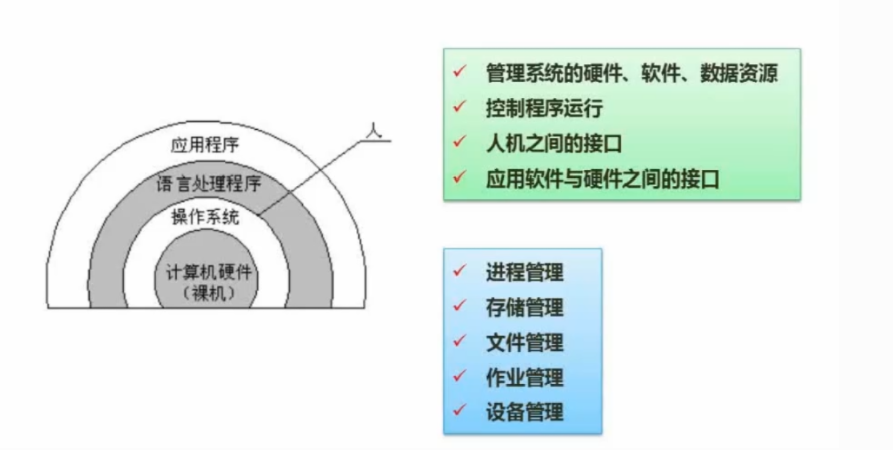 人
应用程序
语言处理程序
操作系统
计算机硬件
（裸机）
管理系统的硬件、软件、数据资源
控制程序运行
人机之间的接口
应用软件与硬件之间的接口
进程管理
存储管理
文件管理
作业管理
设备管理